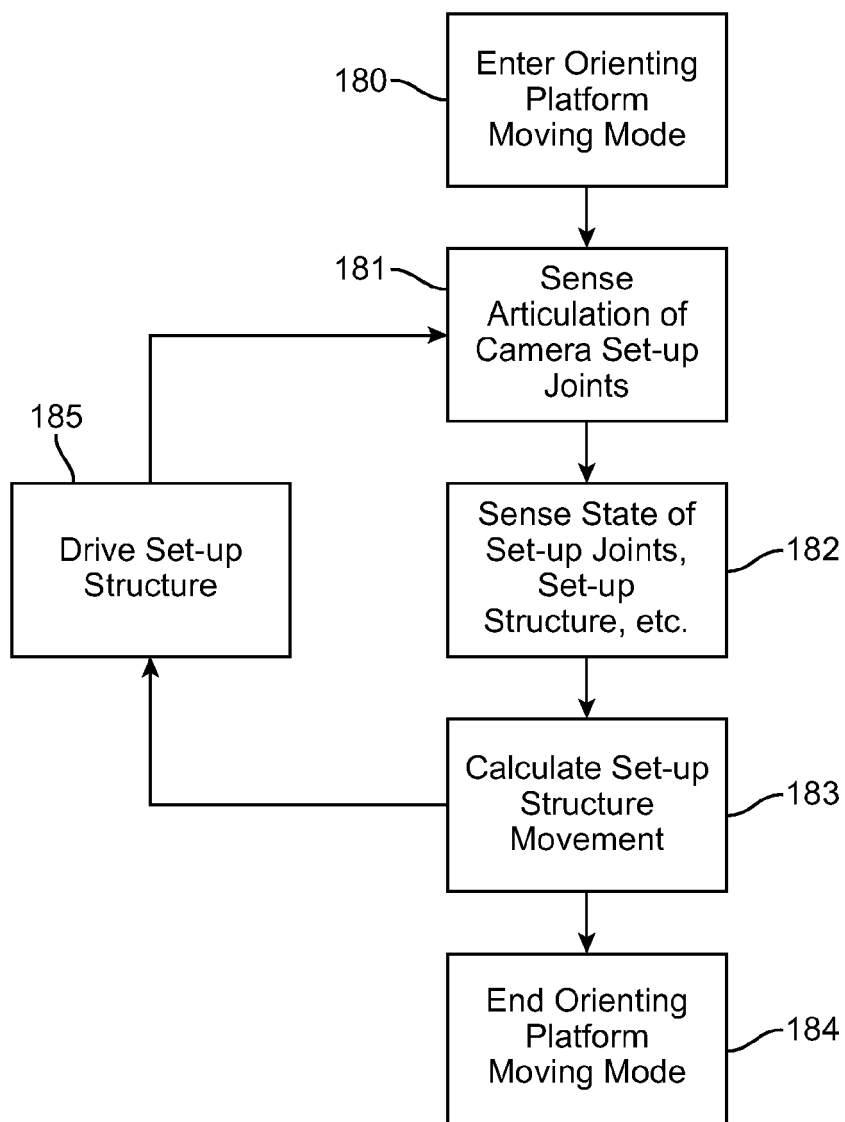 180
Enter Orienting
Platform
Moving Mode
181
Sense
Articulation of
Camera Set-up
Joints
185
Drive Set-up
Structure
Sense State of
Set-up Joints,
Set-up
Structure, etc.
182
Calculate Set-up
Structure
Movement
183
End Orienting
Platform
Moving Mode
184